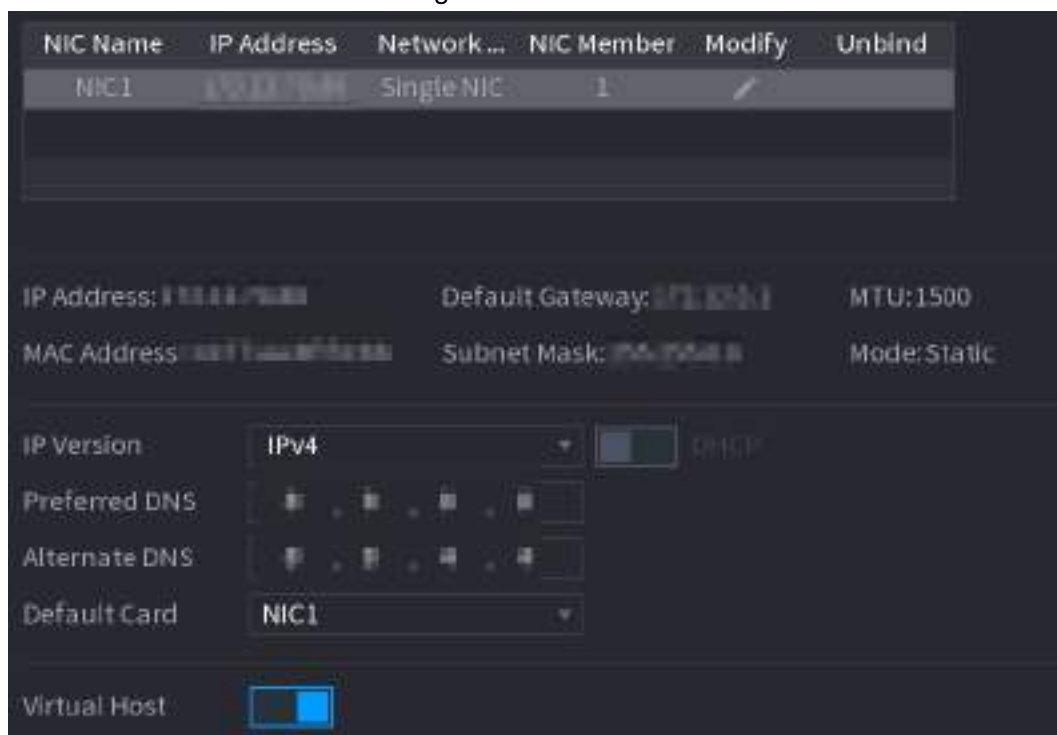 NIC Name IP Address Network... NIC Member Modify Unbind
NIC1 Single NIC 1
IP Address: Default Gateway: MTU:1500
MAC Address Subnet Mask: Mode:Static
IP Version IPv4 DHCP
Preferred DNS
Alternate DNS
Default Card NIC1
Virtual Host